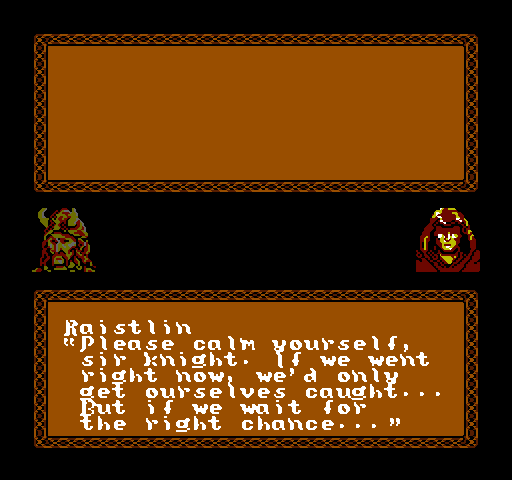 Raistlin
“Please calm yourself,
sir knight. If we went
right now, we'd only
get ourselves caught...
But if we wait for
the right chance...”